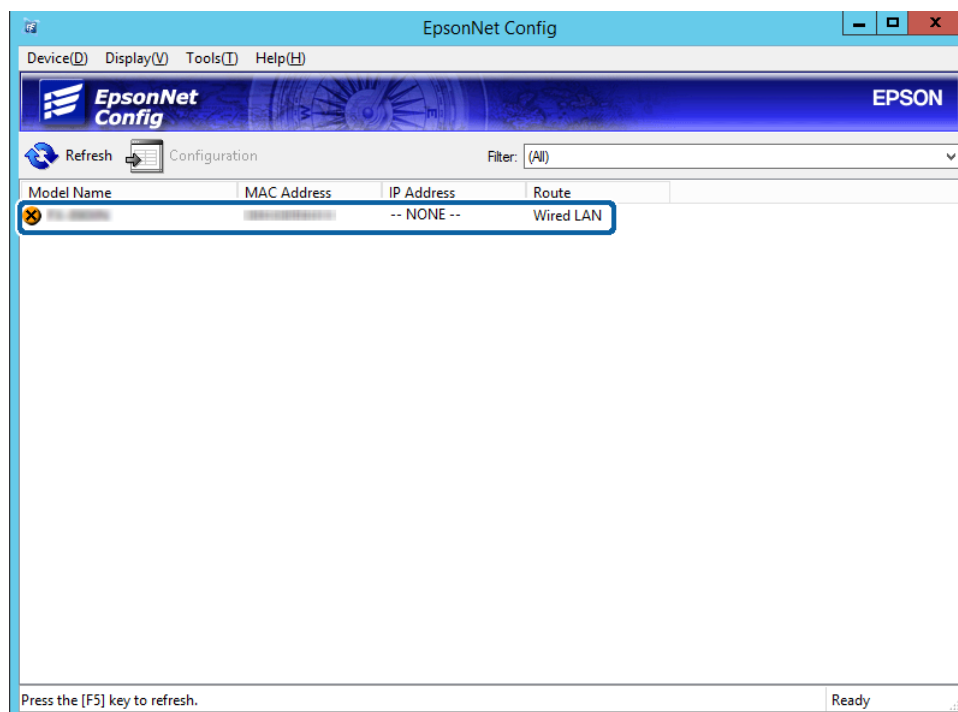 EpsonNet Config
Device(D) Display(V) Tools(T) Help(H)
EpsonNet
Config
EPSON
Refresh Configuration Filter: (All)
Model Name MAC Address IP Address Route
-- NONE -- Wired LAN
Press the [F5] key to refresh. Ready